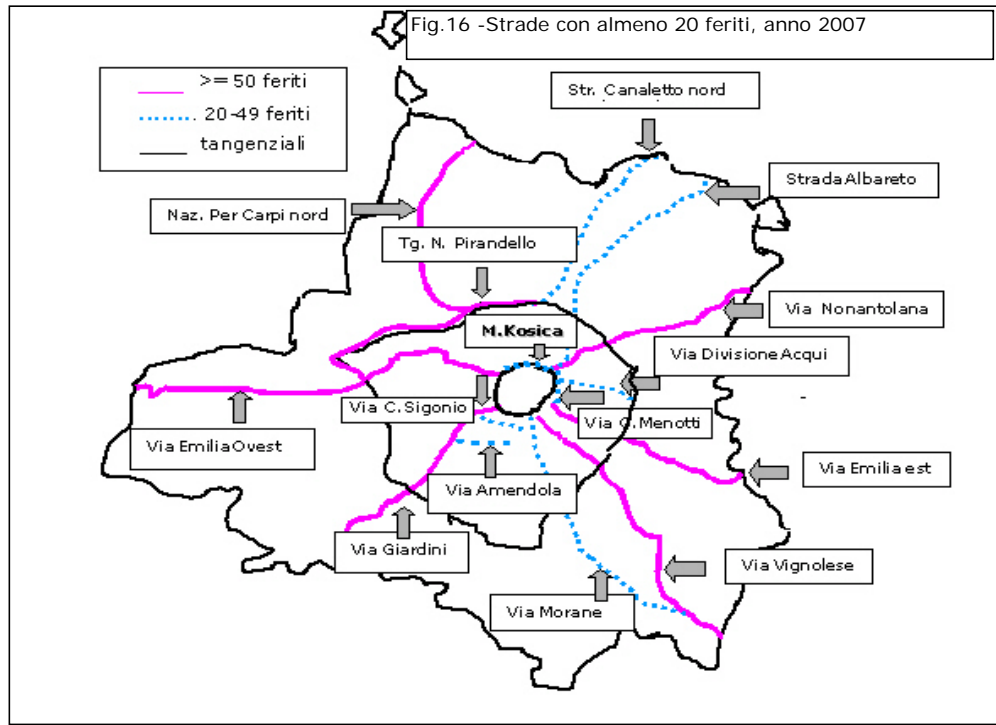 Fig.16 -Strade con almeno 20 feriti, anno 2007
>= 50 feriti
20-49 feriti
tangenziali
Str. Canaletto nord
Strada Albareto
Naz. Per Carpi nord
Tg. N. Pirandello
Via Nonantolana
M.Kosica
Via Divisione Acqui
Via C. Sigonio
Via C. Menotti
Via Emilia Ovest
Via Emilia est
Via Amendola
Via Giardini
Via Vignolese
Via Morane